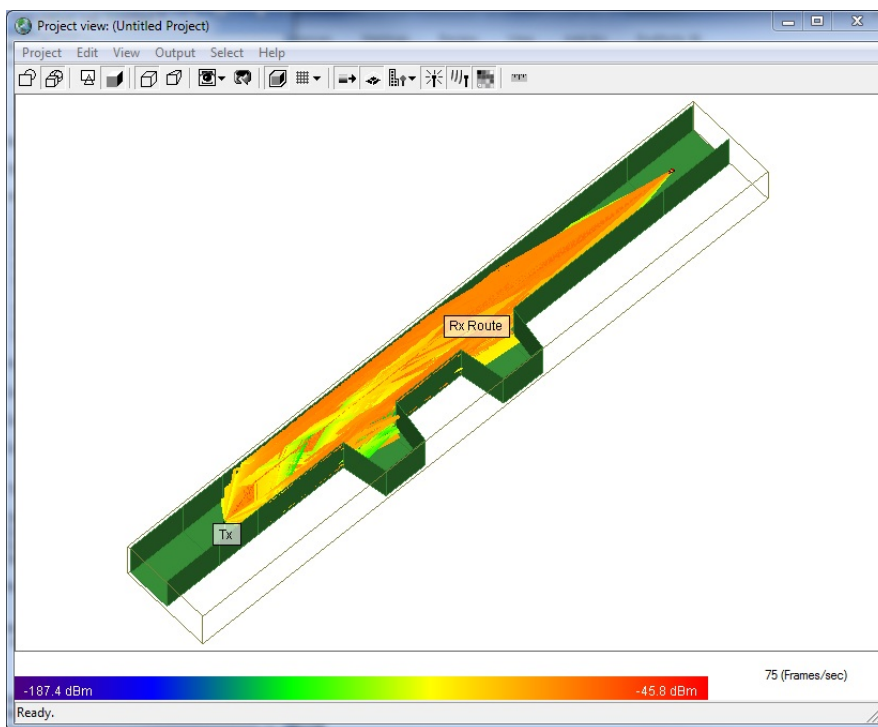 Project view: (Untitled Project)
Project Edit View Output Select Help
Rx Route
Tx
75 (Frames/sec)
-187.4 dBm -45.8 dBm
Ready.